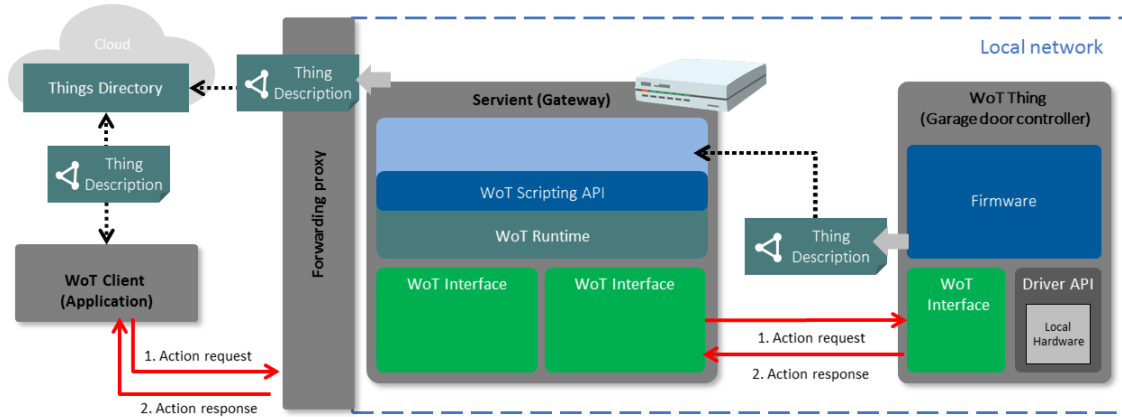 Cloud
Things Directory
Thing
Description
WoT Client
(Application)
1. Action request
2. Action response
Thing
Description
Forwarding proxy
Local network
Servient (Gateway)
WoT Scripting API
WoT Runtime
WoT Interface
WoT Interface
Thing
Description
1. Action request
2. Action response
WoT Thing
(Garage door controller)
Firmware
WoT
Interface
Driver API
Local
Hardware